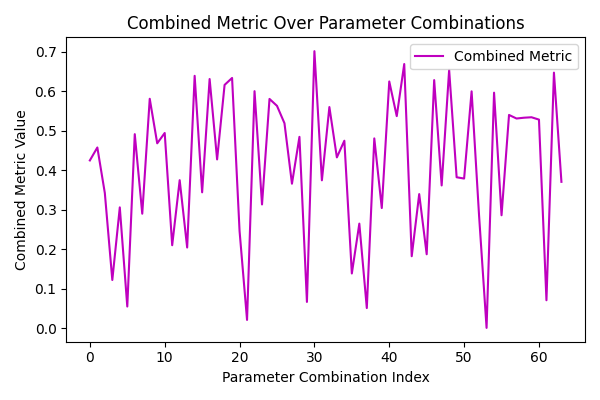 Combined Metric Over Parameter Combinations
Combined Metric
Combined Metric Value
0.7
0.6
0.5
0.4
0.3
0.2
0.1
0.0
0 10 20 30 40 50 60
Parameter Combination Index